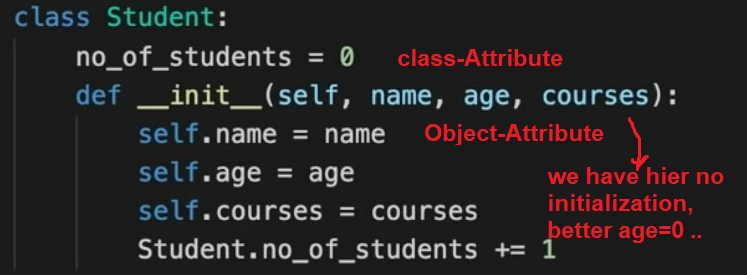 class Student:
no_of_students = 0 class-Attribute
def __init__(self, name, age, courses):
self.name = name Object-Attribute
self.age = age
self.courses = courses
Student.no_of_students += 1
we have hier no
initialization,
better age=0 ..